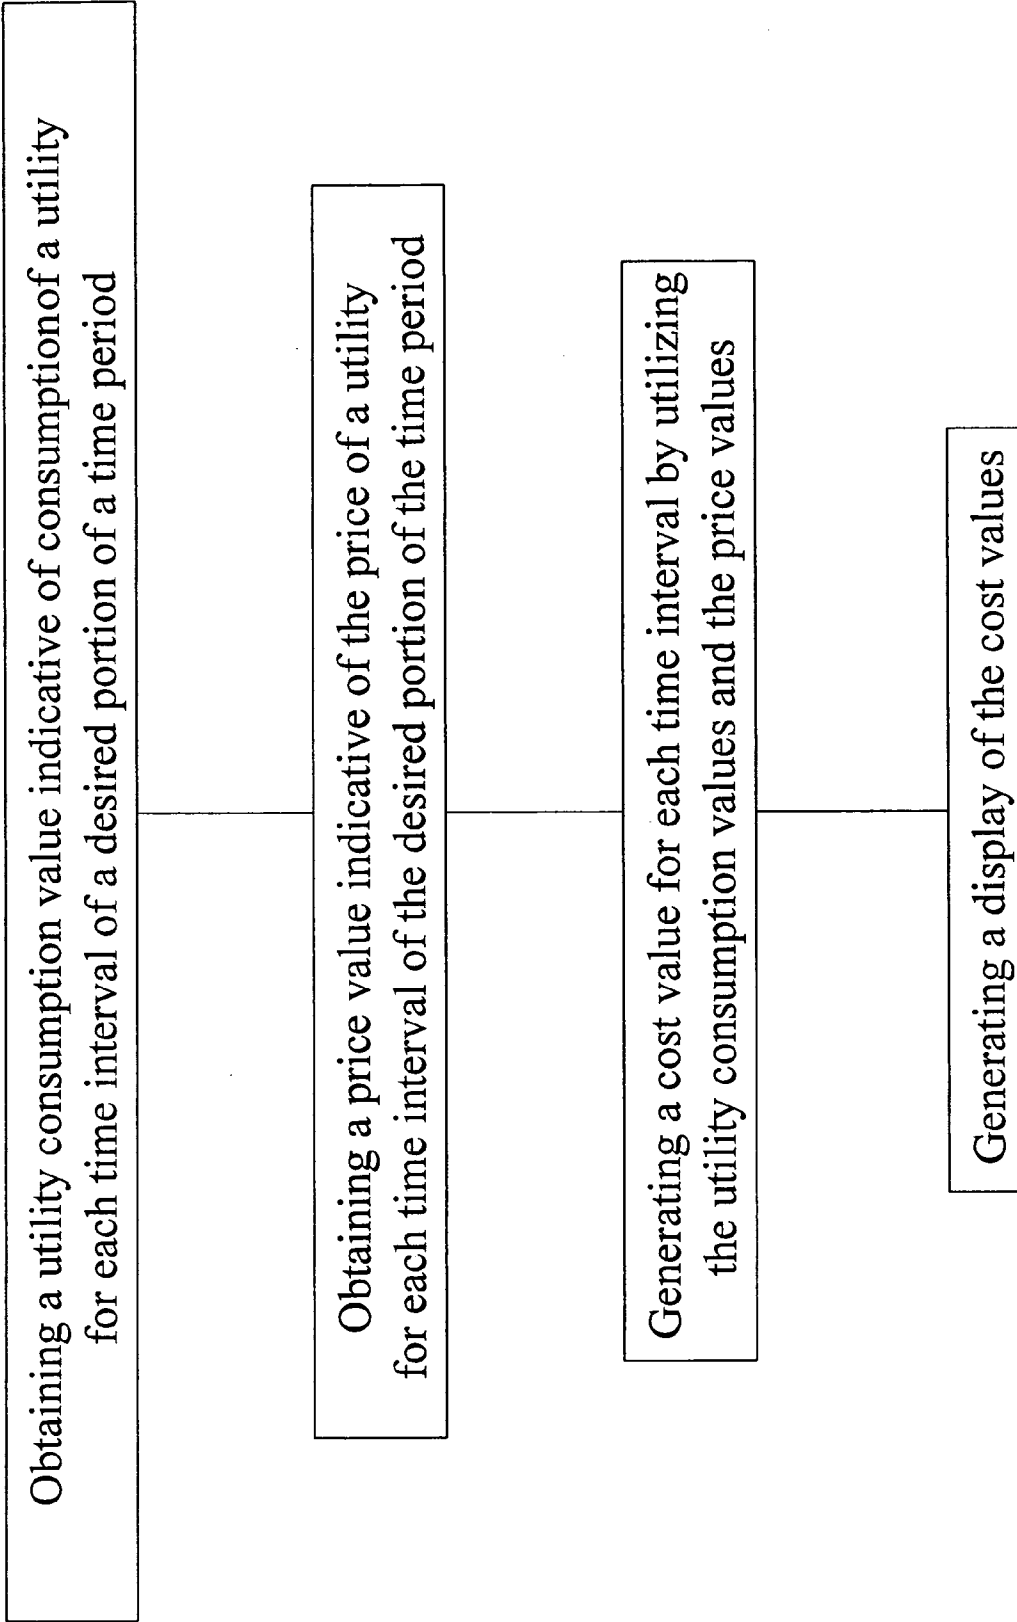 Obtaining a utility consumption value indicative of consumptionof a utility
for each time interval of a desired portion of a time period
Obtaining a price value indicative of the price of a utility
for each time interval of the desired portion of the time period
Generating a cost value for each time interval by utilizing
the utility consumption values and the price values
Generating a display of the cost values